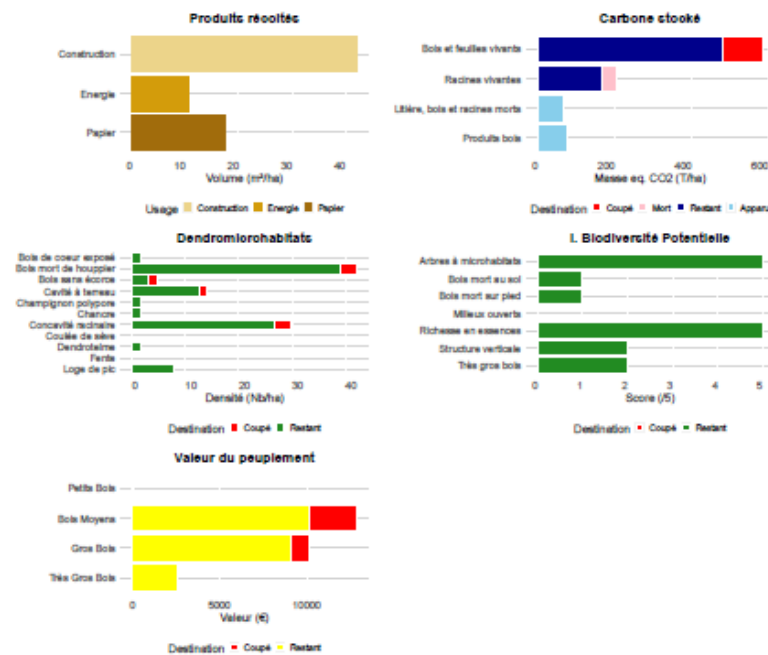 Produits récoltés
Construction
Energie
Papier
0 10 20 30 40
Volume (m³/ha)
Usage Construction Energie Papier
Carbone stocké
Bois et feuilles vivants
Racines vivantes
Litière, bois et racines morts
Produits bois
0 200 400 600
Masse eq. CO2 (T/ha)
Destination Coupé Mort Restant Apparu
Dendromicrohabitats
Bois de coeur exposé
Bois mort de houppier
Bois sans écorce
Cavité à terreau
Champignon polypore
Chancre
Concavité racinaire
Coulée de sève
Dendrotelme
Fente
Loge de pic
0 10 20 30 40
Densité (Nb/ha)
Destination Coupé Restant
I. Biodiversité Potentielle
Arbres à microhabitats
Bois mort au sol
Bois mort sur pied
Milieux ouverts
Richesse en essences
Structure verticale
Très gros bois
0 1 2 3 4 5
Score (/5)
Destination Coupé Restant
Valeur du peuplement
Petits Bois
Bois Moyens
Gros Bois
Très Gros Bois
0 5000 10000
Valeur (€)
Destination Coupé Restant